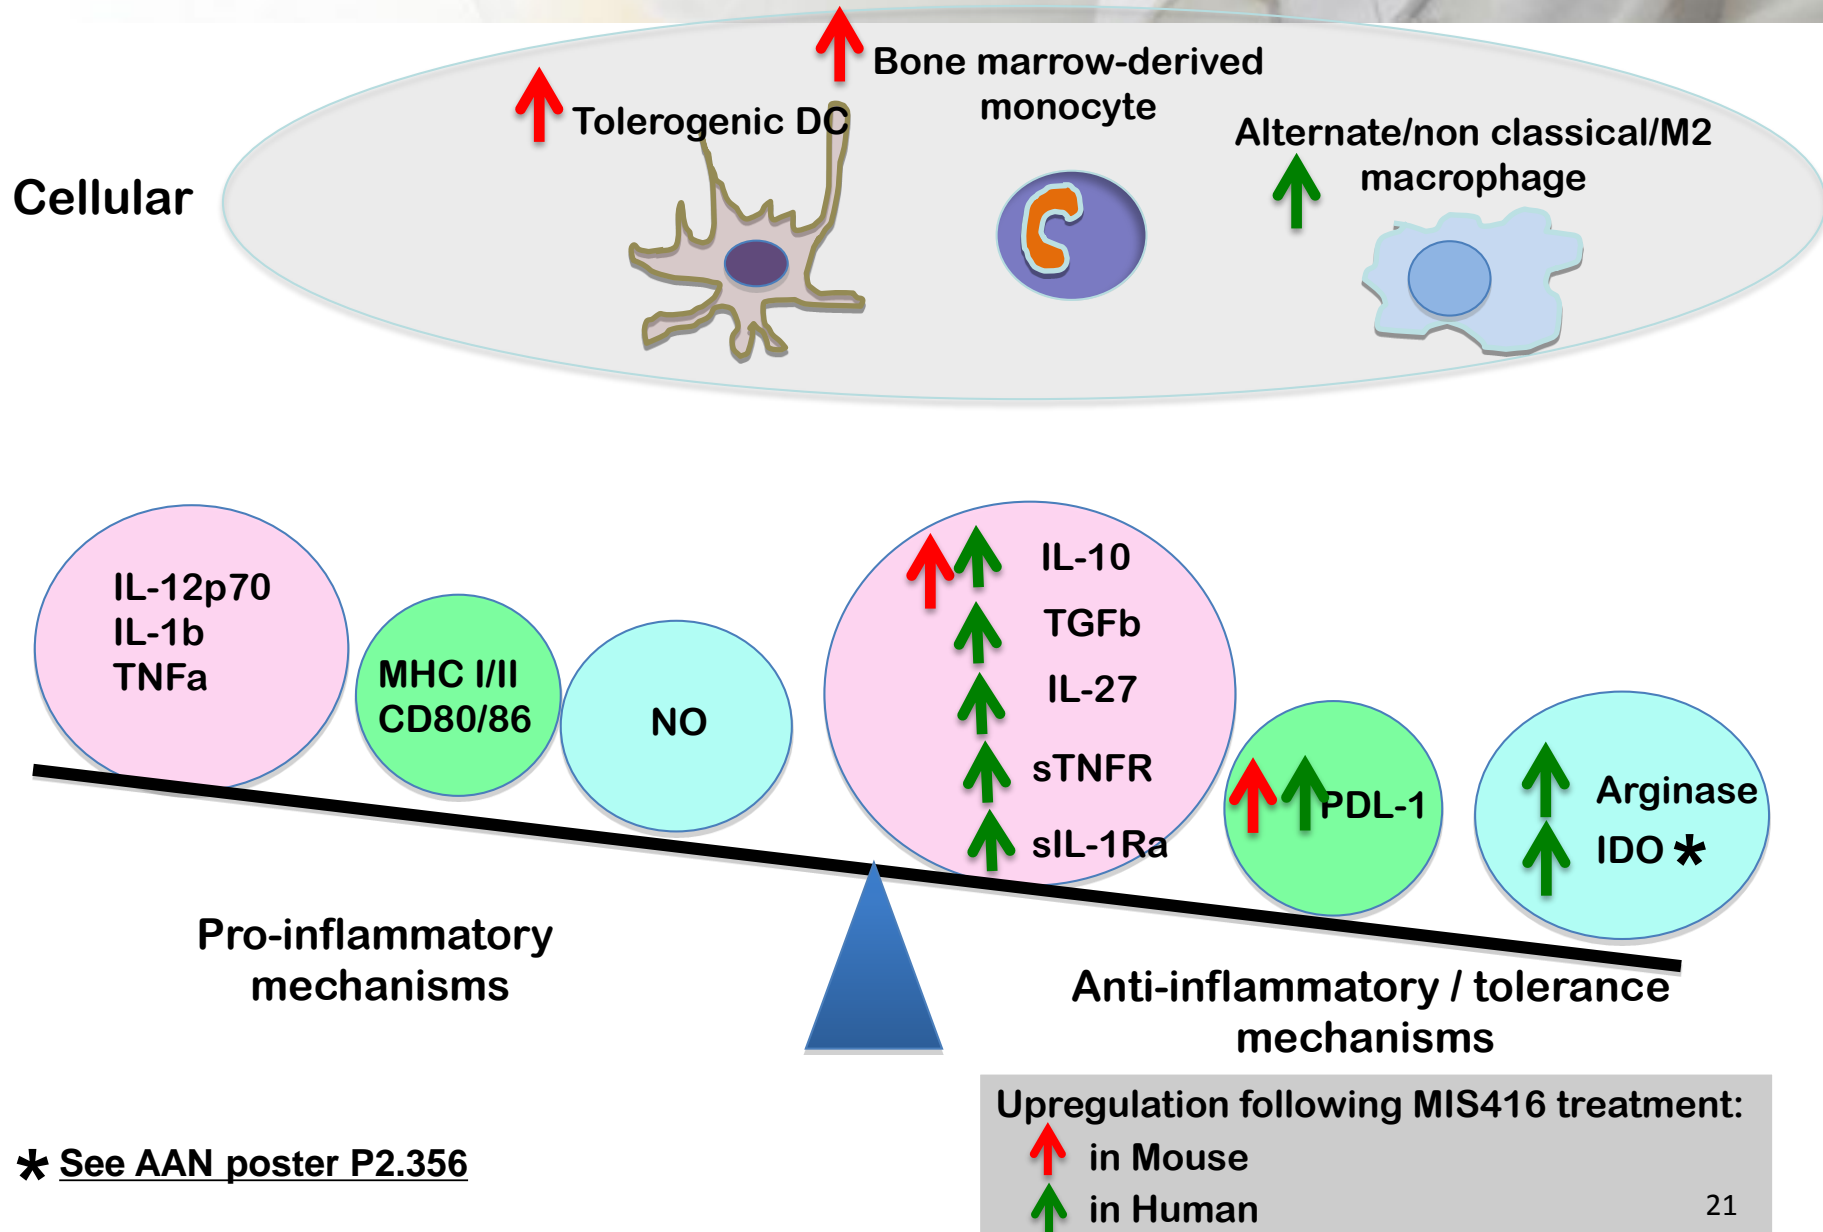 Bone marrow-derived
monocyte
Tolerogenic DC
Alternate/non classical/M2
macrophage
Cellular
IL-12p70
IL-1b
TNFa
MHC I/II
CD80/86
NO
IL-10
TGFb
IL-27
sTNFR
sIL-1Ra
PDL-1
Arginase
IDO *
Pro-inflammatory
mechanisms
Anti-inflammatory / tolerance
mechanisms
Upregulation following MIS416 treatment:
in Mouse
in Human
* See AAN poster P2.356
21